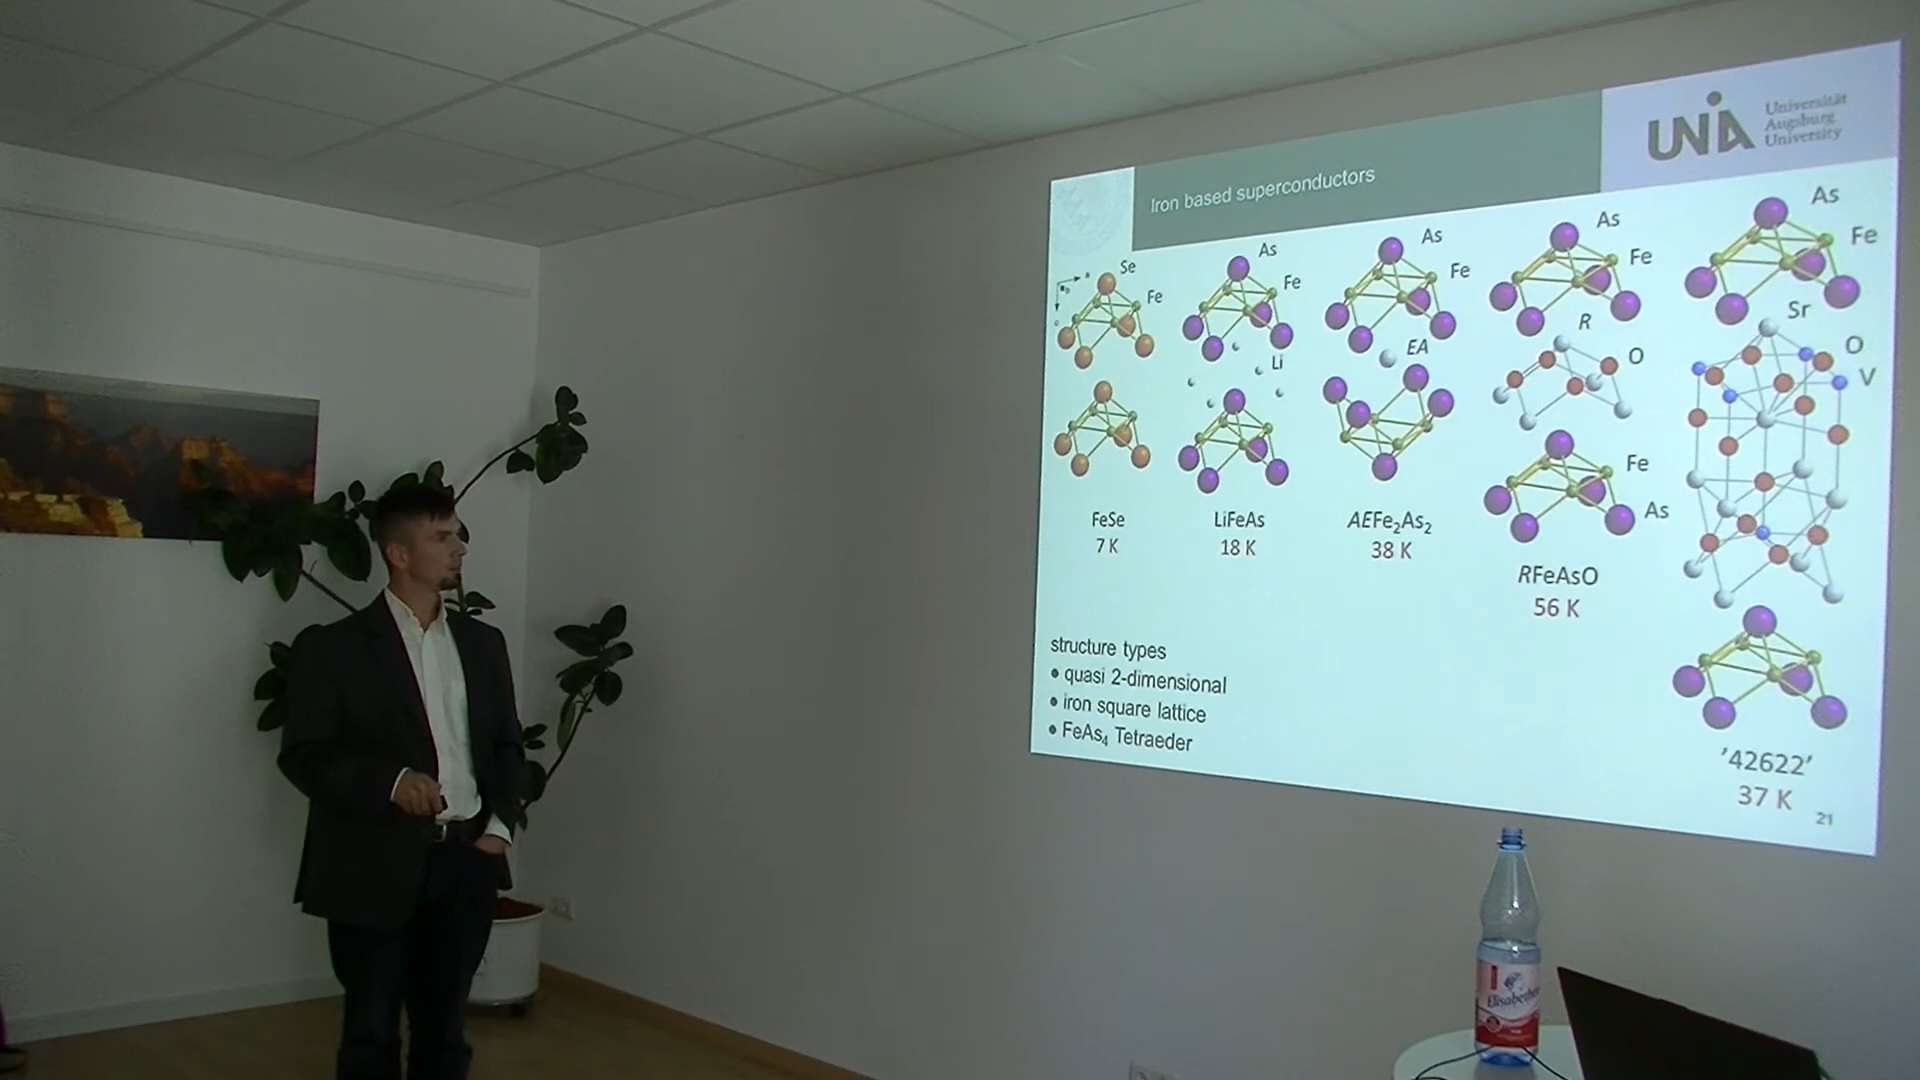 Iron based superconductors
UNIA
Universität
Augsburg
University
Se
Fe
As
Fe
Li
As
Fe
EA
As
Fe
R
O
Fe
As
As
Fe
Sr
O
V
a
b
c
FeSe
7 K
LiFeAs
18 K
AEFe₂As₂
38 K
RFeAsO
56 K
'42622'
37 K
structure types
• quasi 2-dimensional
• iron square lattice
• FeAs₄ Tetraeder
21
Elisabethen